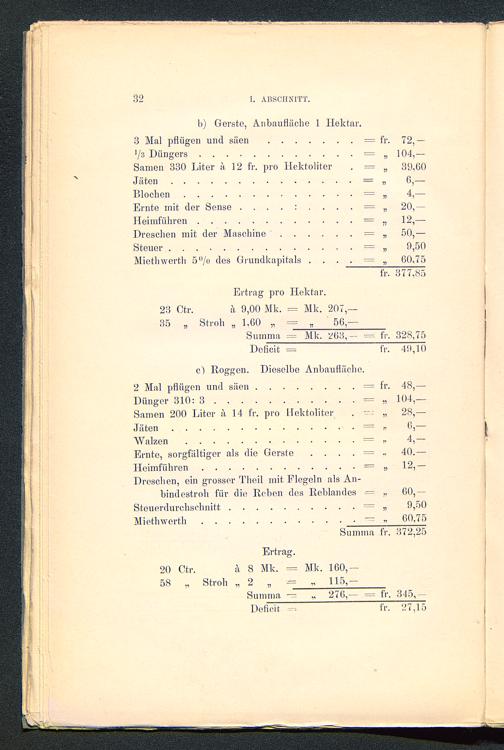 32
I. ABSCHNITT.
b) Gerste, Anbaufläche 1 Hektar.
3 Mal pflügen und säen . . . . . . . = fr. 72,—
1/3 Düngers . . . . . . . . . . . . . = „ 104,—
Samen 330 Liter à 12 fr. pro Hektoliter . = „ 39,60
Jäten . . . . . . . . . . . . . . . = „ 6,—
Blochen . . . . . . . . . . . . . . = „ 4,—
Ernte mit der Sense . . . . : . . . . = „ 20,—
Heimführen . . . . . . . . . . . . . = „ 12,—
Dreschen mit der Maschine . . . . . . = „ 50,—
Steuer . . . . . . . . . . . . . . . = „ 9,50
Miethwerth 5% des Grundkapitals . . . . = „ 60,75
fr. 377,85
Ertrag pro Hektar.
23 Ctr. à 9,00 Mk. = Mk. 207,—
35 „ Stroh „ 1,60 „ = „ 56,—
Summa = Mk. 263,— = fr. 328,75
Deficit = fr. 49,10
c) Roggen. Dieselbe Anbaufläche.
2 Mal pflügen und säen . . . . . . . . = fr. 48,—
Dünger 310: 3 . . . . . . . . . . . . = „ 104,—
Samen 200 Liter à 14 fr. pro Hektoliter . = „ 28,—
Jäten . . . . . . . . . . . . . . . = „ 6,—
Walzen . . . . . . . . . . . . . . = „ 4,—
Ernte, sorgfältiger als die Gerste . . . . = „ 40,—
Heimführen . . . . . . . . . . . . = „ 12,—
Dreschen, ein grosser Theil mit Flegeln als An-
bindestroh für die Reben des Reblandes = „ 60,—
Steuerdurchschnitt . . . . . . . . . . = „ 9,50
Miethwerth . . . . . . . . . . . . . = „ 60,75
Summa fr. 372,25
Ertrag.
20 Ctr. à 8 Mk. = Mk. 160,—
58 „ Stroh „ 2 „ = „ 115,—
Summa = „ 276,— = fr. 345,—
Deficit = fr. 27,15